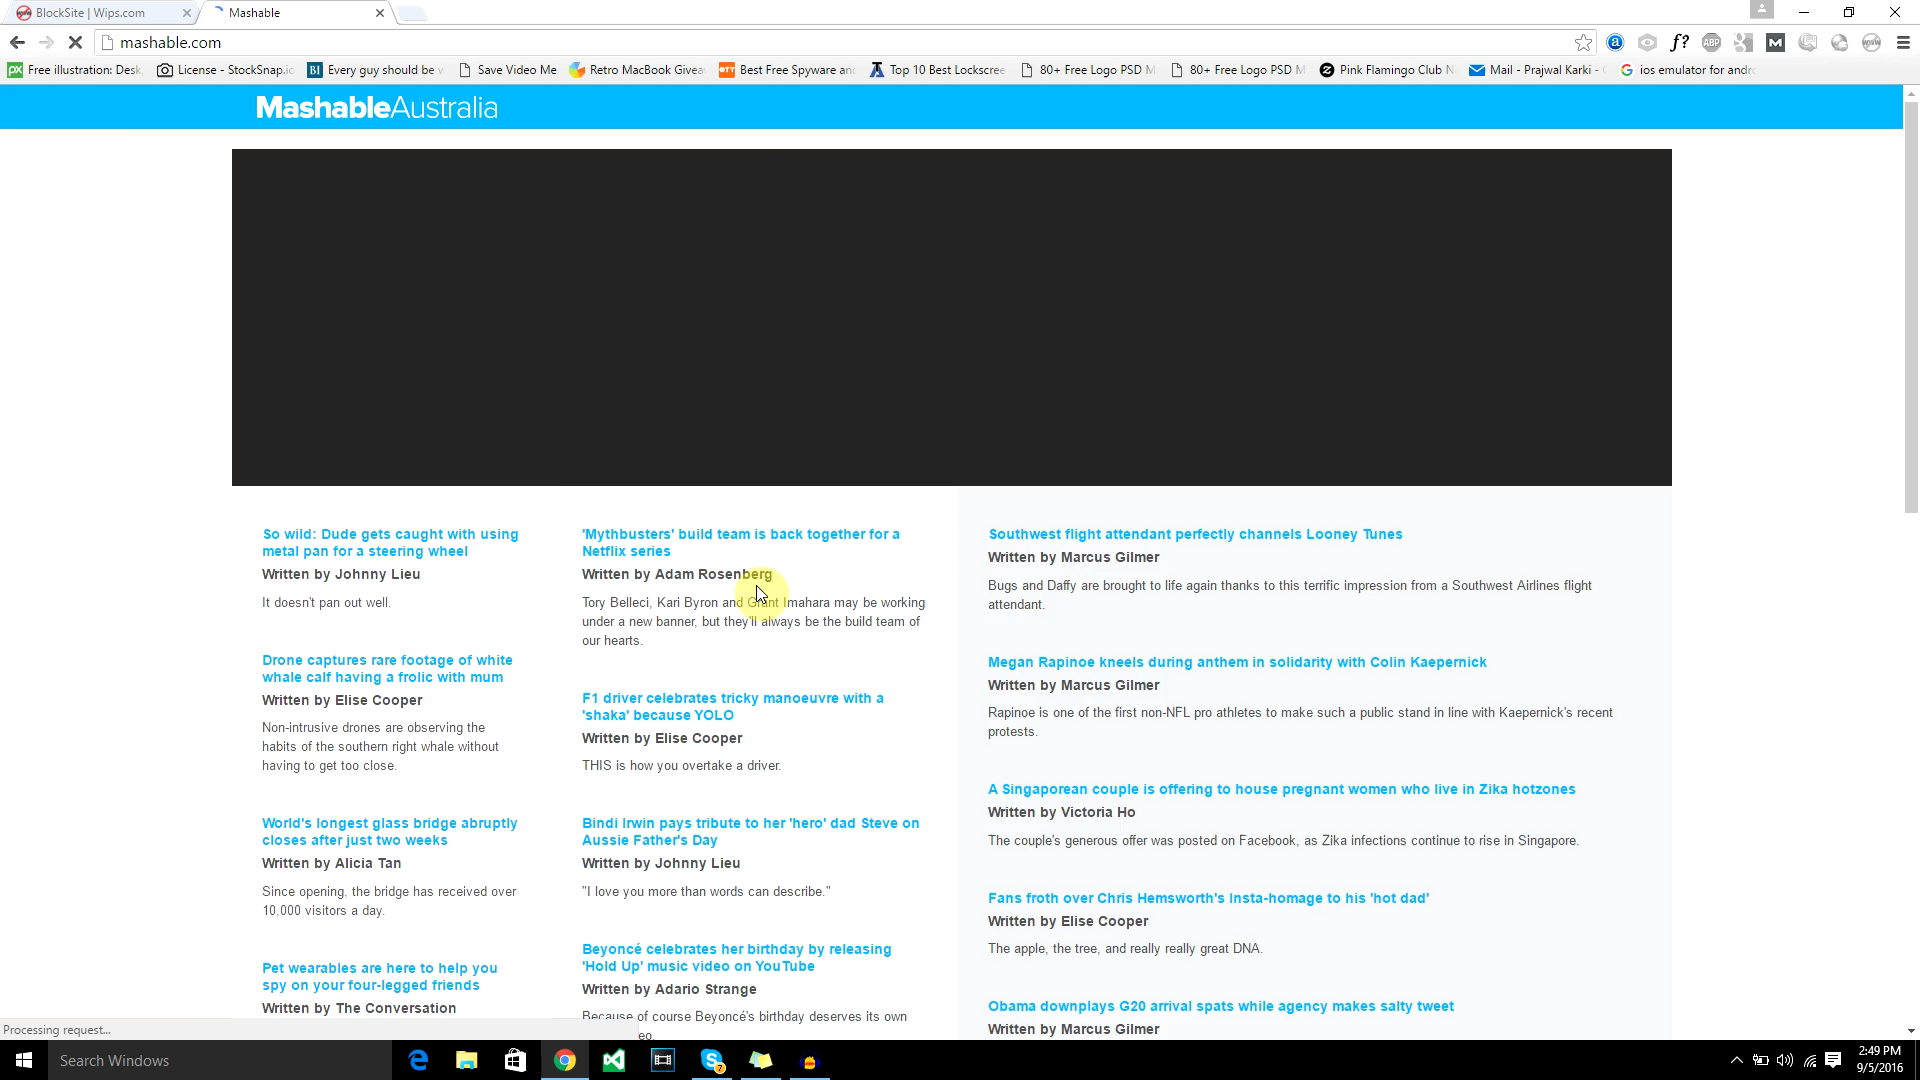 BlockSite | Wips.com
Mashable
mashable.com
Free illustration: Desk
License - StockSnap.io
Every guy should be
Save Video Me
Retro MacBook Givea
Best Free Spyware and
Top 10 Best Lockscree
80+ Free Logo PSD M
80+ Free Logo PSD M
Pink Flamingo Club N
Mail - Prajwal Karki -
ios emulator for andro
MashableAustralia
So wild: Dude gets caught with using
metal pan for a steering wheel
Written by Johnny Lieu
It doesn't pan out well.
Drone captures rare footage of white
whale calf having a frolic with mum
Written by Elise Cooper
Non-intrusive drones are observing the
habits of the southern right whale without
having to get too close.
World's longest glass bridge abruptly
closes after just two weeks
Written by Alicia Tan
Since opening, the bridge has received over
10,000 visitors a day.
Pet wearables are here to help you
spy on your four-legged friends
Written by The Conversation
'Mythbusters' build team is back together for a
Netflix series
Written by Adam Rosenberg
Tory Belleci, Kari Byron and Grant Imahara may be working
under a new banner, but they'll always be the build team of
our hearts.
F1 driver celebrates tricky manoeuvre with a
'shaka' because YOLO
Written by Elise Cooper
THIS is how you overtake a driver.
Bindi Irwin pays tribute to her 'hero' dad Steve on
Aussie Father's Day
Written by Johnny Lieu
"I love you more than words can describe."
Beyoncé celebrates her birthday by releasing
'Hold Up' music video on YouTube
Written by Adario Strange
Because of course Beyoncé's birthday deserves its own
eo.
Southwest flight attendant perfectly channels Looney Tunes
Written by Marcus Gilmer
Bugs and Daffy are brought to life again thanks to this terrific impression from a Southwest Airlines flight
attendant.
Megan Rapinoe kneels during anthem in solidarity with Colin Kaepernick
Written by Marcus Gilmer
Rapinoe is one of the first non-NFL pro athletes to make such a public stand in line with Kaepernick's recent
protests.
A Singaporean couple is offering to house pregnant women who live in Zika hotzones
Written by Victoria Ho
The couple's generous offer was posted on Facebook, as Zika infections continue to rise in Singapore.
Fans froth over Chris Hemsworth's Insta-homage to his 'hot dad'
Written by Elise Cooper
The apple, the tree, and really really great DNA.
Obama downplays G20 arrival spats while agency makes salty tweet
Written by Marcus Gilmer
Processing request...
Search Windows
2:49 PM
9/5/2016